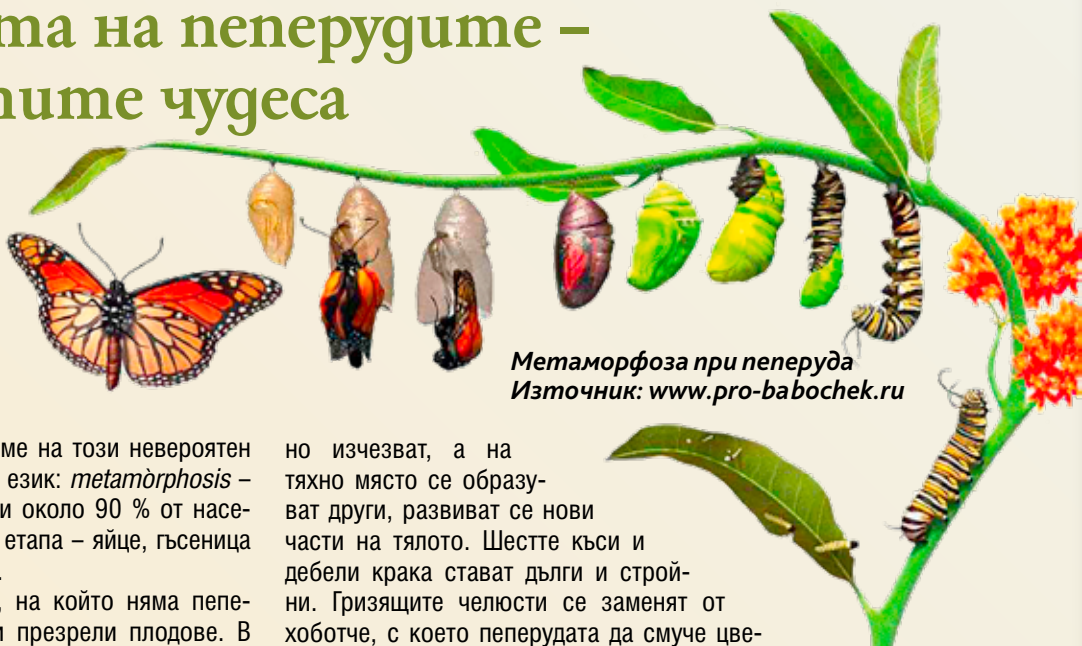 та на пеперудите –
ите чудеса
Метаморфоза при пеперуда
Източник: www.pro-babochek.ru
ме на този невероятен
език: metamòrphosis –
и около 90 % от насе-
етапа – яйце, гъсеница
.
, на който няма пепе-
и презрели плодове. В
но изчезват, а на
тяхно място се образу-
ват други, развиват се нови
части на тялото. Шестте къси и
дебели крака стават дълги и строй-
ни. Гризящите челюсти се заменят от
хоботче, с което пеперудата да смуче цве-